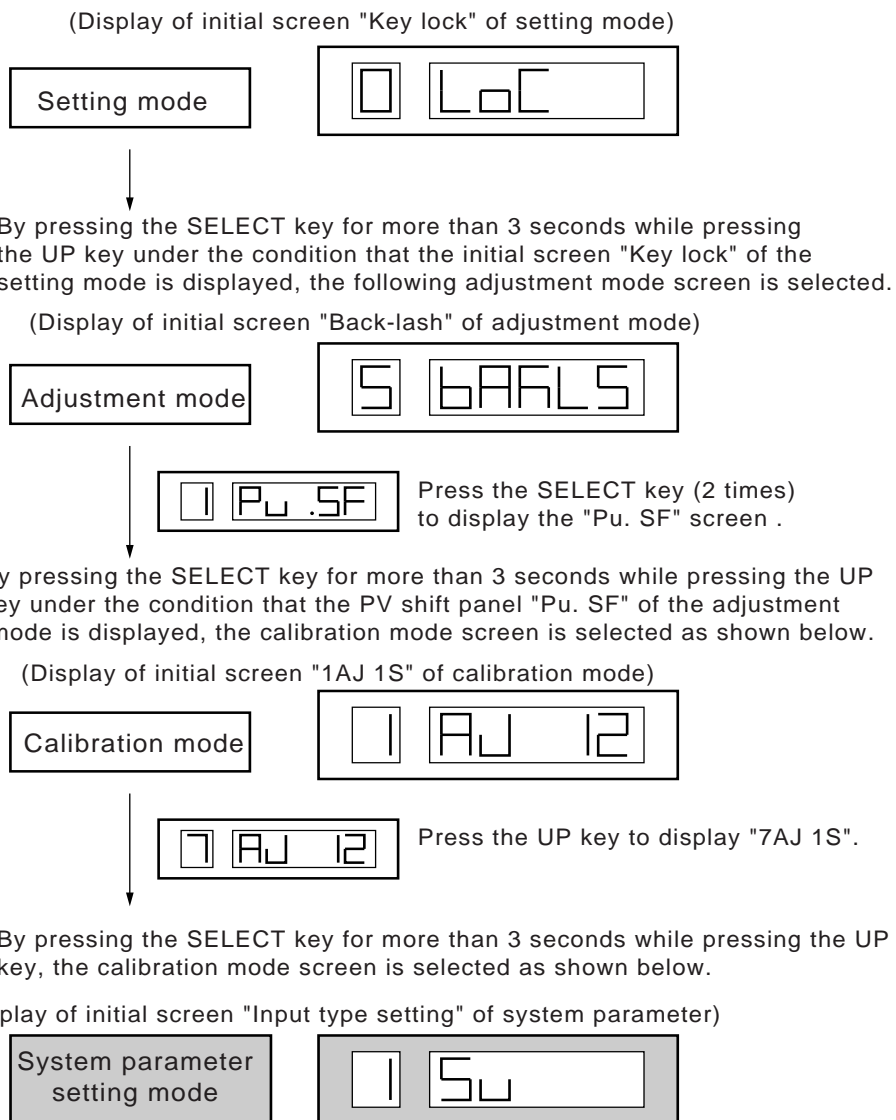 (Display of initial screen "Key lock" of setting mode)
Setting mode
0 LoC
By pressing the SELECT key for more than 3 seconds while pressing
the UP key under the condition that the initial screen "Key lock" of the
setting mode is displayed, the following adjustment mode screen is selected.
(Display of initial screen "Back-lash" of adjustment mode)
Adjustment mode
5 bAKLS
1 Pu .SF
Press the SELECT key (2 times)
to display the "Pu. SF" screen .
y pressing the SELECT key for more than 3 seconds while pressing the UP
ey under the condition that the PV shift panel "Pu. SF" of the adjustment
mode is displayed, the calibration mode screen is selected as shown below.
(Display of initial screen "1AJ 1S" of calibration mode)
Calibration mode
1 AJ 12
7 AJ 12
Press the UP key to display "7AJ 1S".
By pressing the SELECT key for more than 3 seconds while pressing the UP
key, the calibration mode screen is selected as shown below.
play of initial screen "Input type setting" of system parameter)
System parameter
setting mode
1 Su